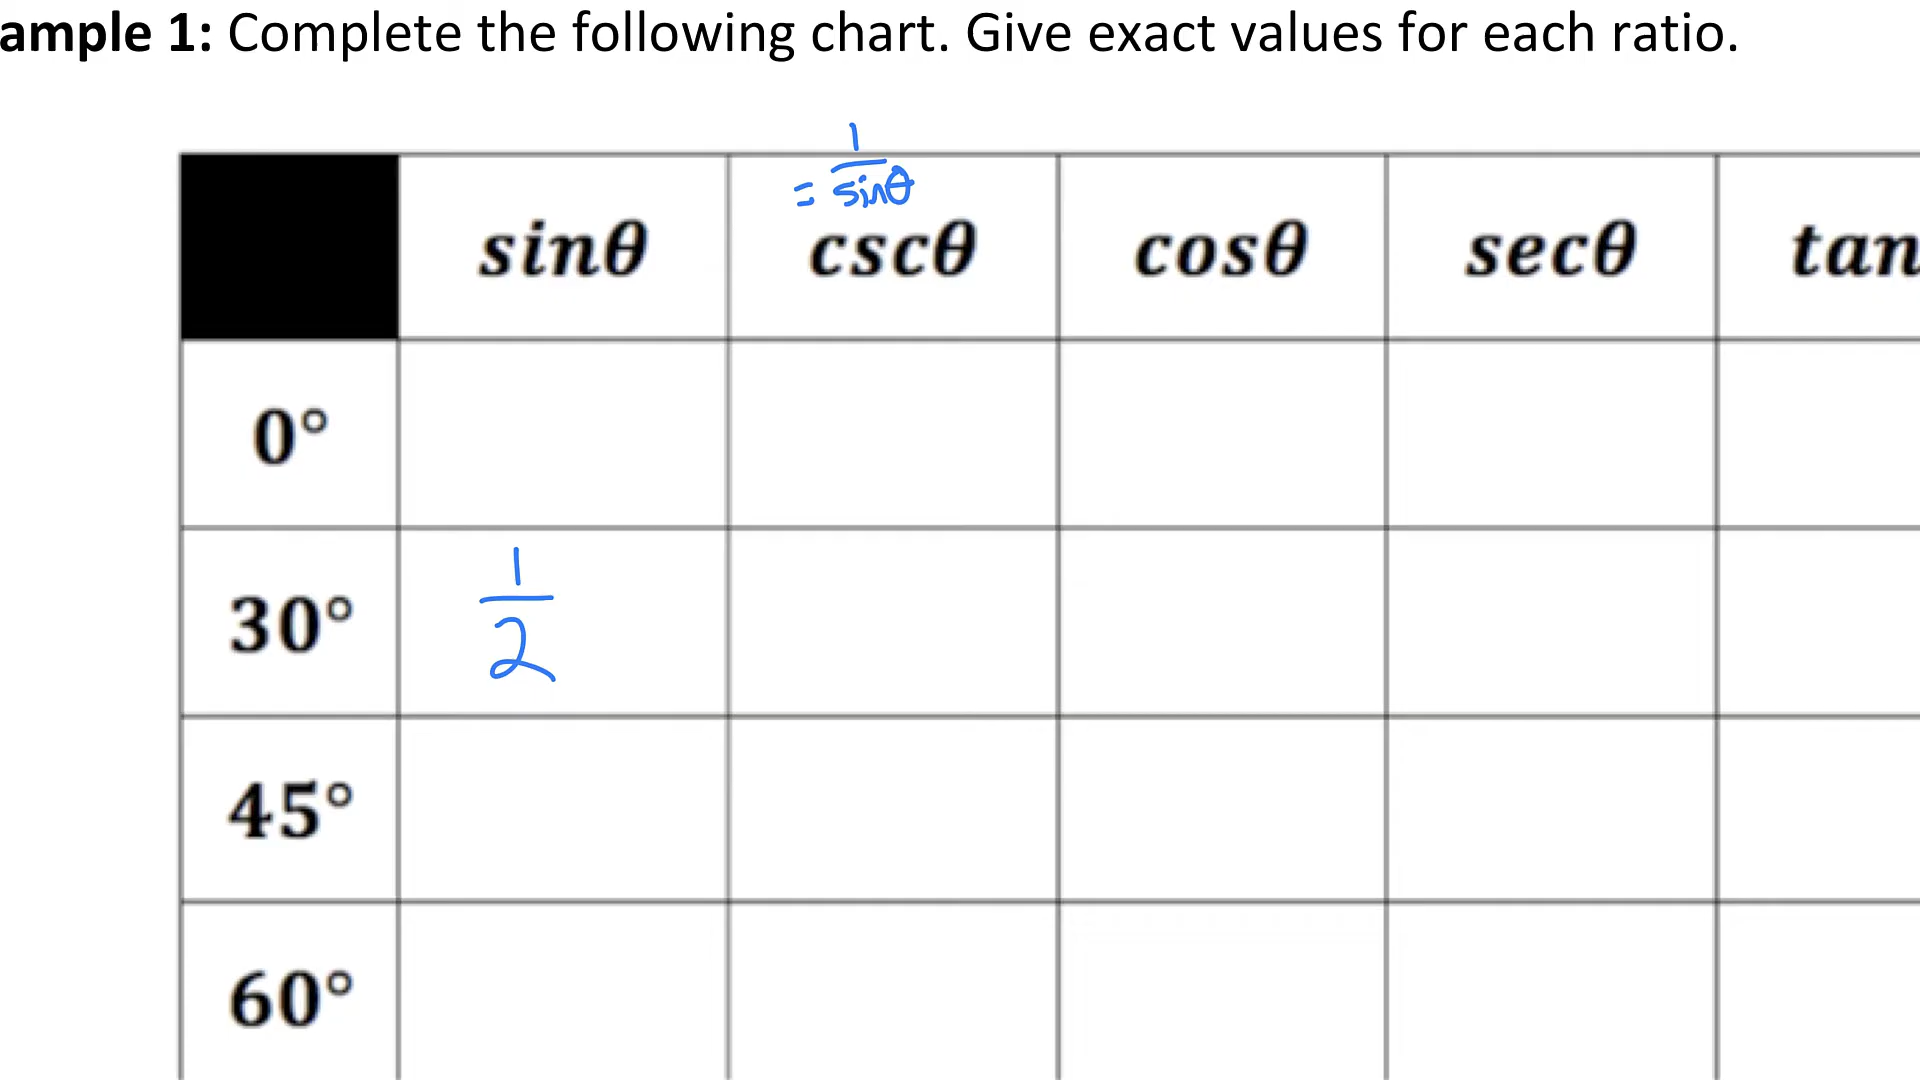 ample 1: Complete the following chart. Give exact values for each ratio.
1
= sinθ
sinθ cscθ cosθ secθ tan
0°
1
30°
2
45°
60°